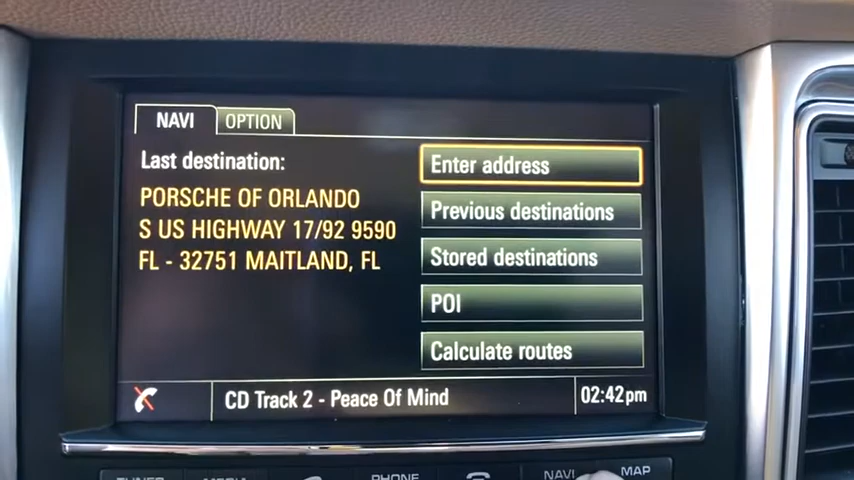 NAVI
OPTION
Last destination:
PORSCHE OF ORLANDO
S US HIGHWAY 17/92 9590
FL - 32751 MAITLAND, FL
Enter address
Previous destinations
Stored destinations
POI
Calculate routes
CD Track 2 - Peace Of Mind
02:42pm
PHONE
NAVI
MAP